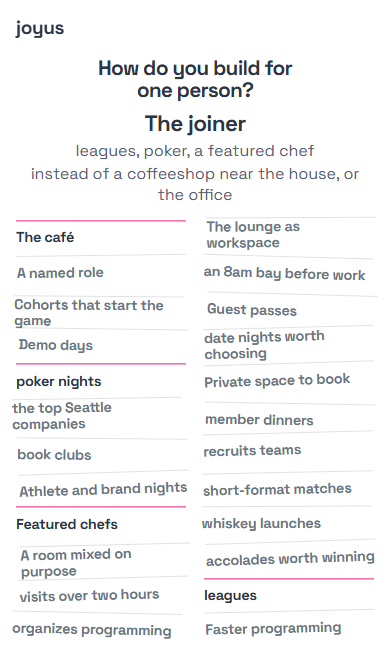 joyus
How do you build for
one person?
The joiner
leagues, poker, a featured chef
instead of a coffeeshop near the house, or
the office
The café
A named role
Cohorts that start the
game
Demo days
poker nights
the top Seattle
companies
book clubs
Athlete and brand nights
Featured chefs
A room mixed on
purpose
visits over two hours
organizes programming
The lounge as
workspace
an 8am bay before work
Guest passes
date nights worth
choosing
Private space to book
member dinners
recruits teams
short-format matches
whiskey launches
accolades worth winning
leagues
Faster programming